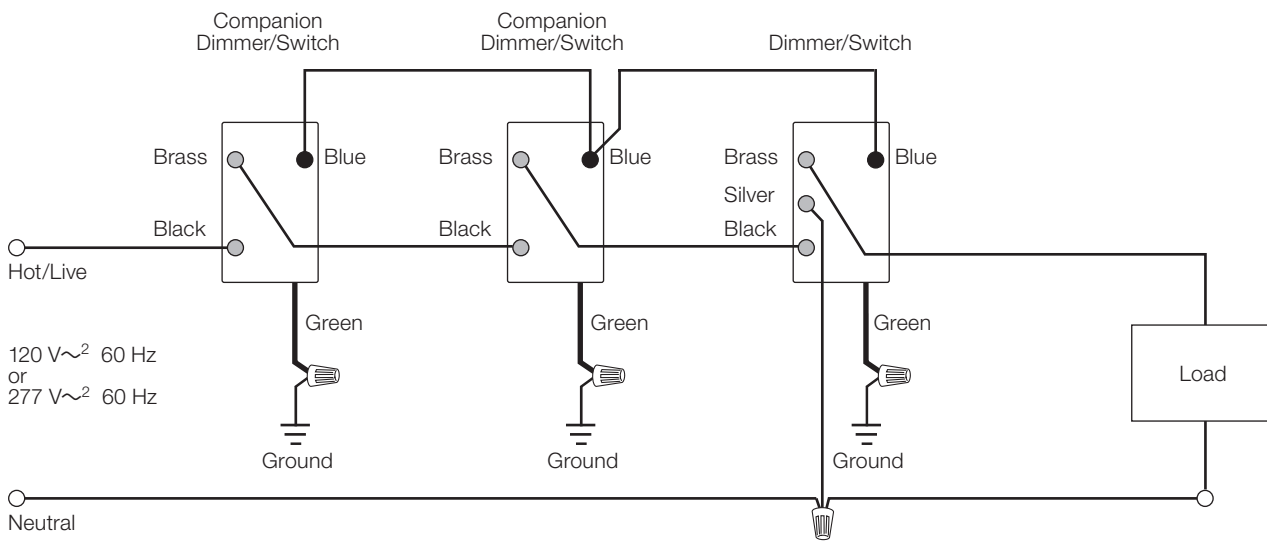 Companion
Dimmer/Switch
Companion
Dimmer/Switch
Dimmer/Switch
Brass
Blue
Brass
Blue
Brass
Blue
Silver
Black
Black
Black
Hot/Live
Green
Green
Green
120 V~² 60 Hz
or
277 V~² 60 Hz
Load
Ground
Ground
Ground
Neutral